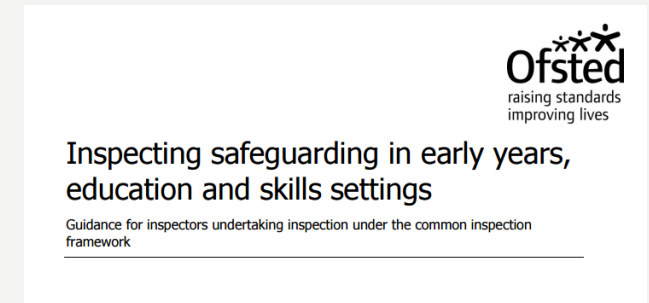 Ofsted
raising standards
improving lives
Inspecting safeguarding in early years,
education and skills settings
Guidance for inspectors undertaking inspection under the common inspection
framework